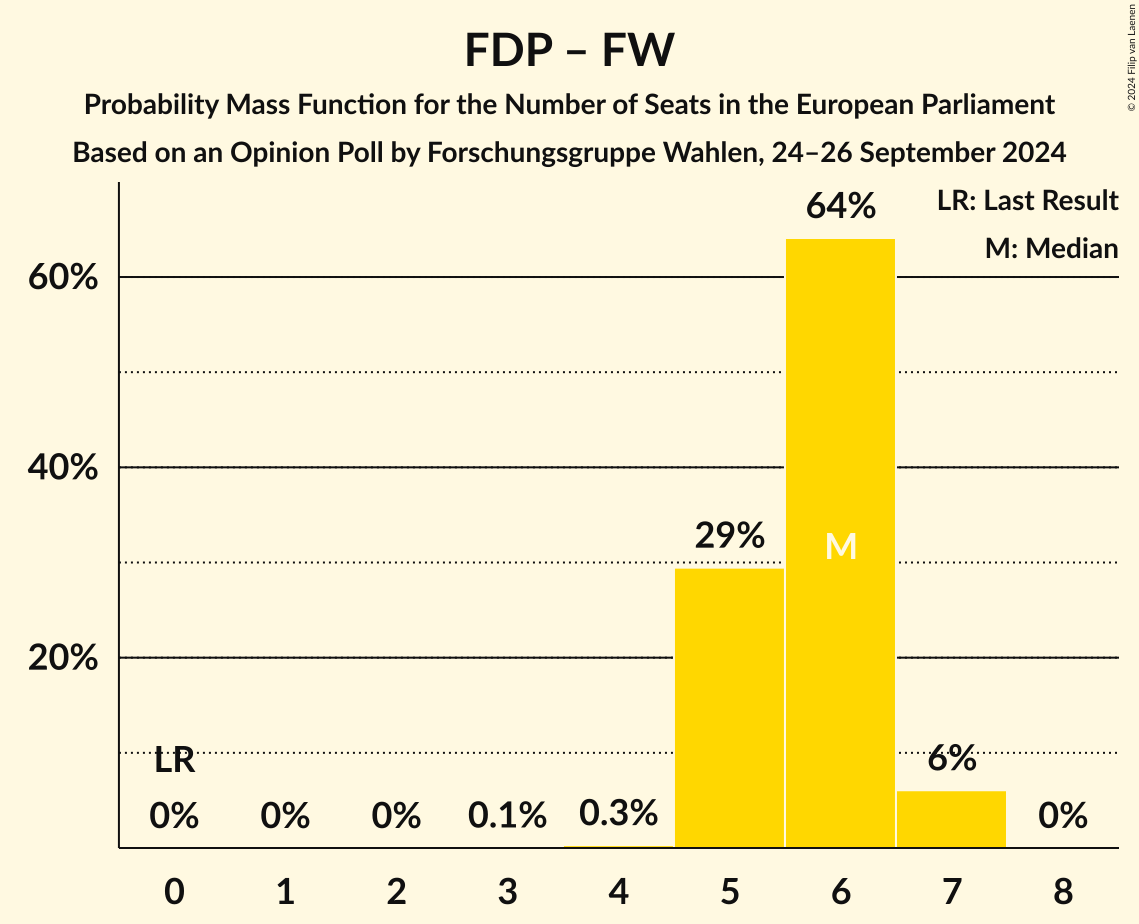 FDP – FW
Probability Mass Function for the Number of Seats in the European Parliament
Based on an Opinion Poll by Forschungsgruppe Wahlen, 24–26 September 2024
© 2024 Filip van Laenen
LR: Last Result
M: Median
60%
40%
20%
LR
0%
0%
0%
0.1%
0.3%
29%
64%
M
6%
0%
0 1 2 3 4 5 6 7 8